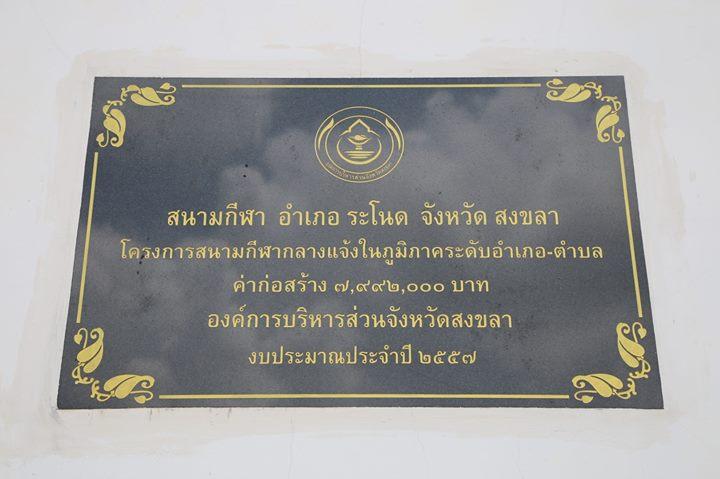 สนามกีฬา อำเภอ ระโนด จังหวัด สงขลา
โครงการสนามกีฬากลางแจ้งในภูมิภาคระดับอำเภอ-ตำบล
ค่าก่อสร้าง ๗,๙๙๒,๐๐๐ บาท
องค์การบริหารส่วนจังหวัดสงขลา
งบประมาณประจำปี ๒๕๕๗